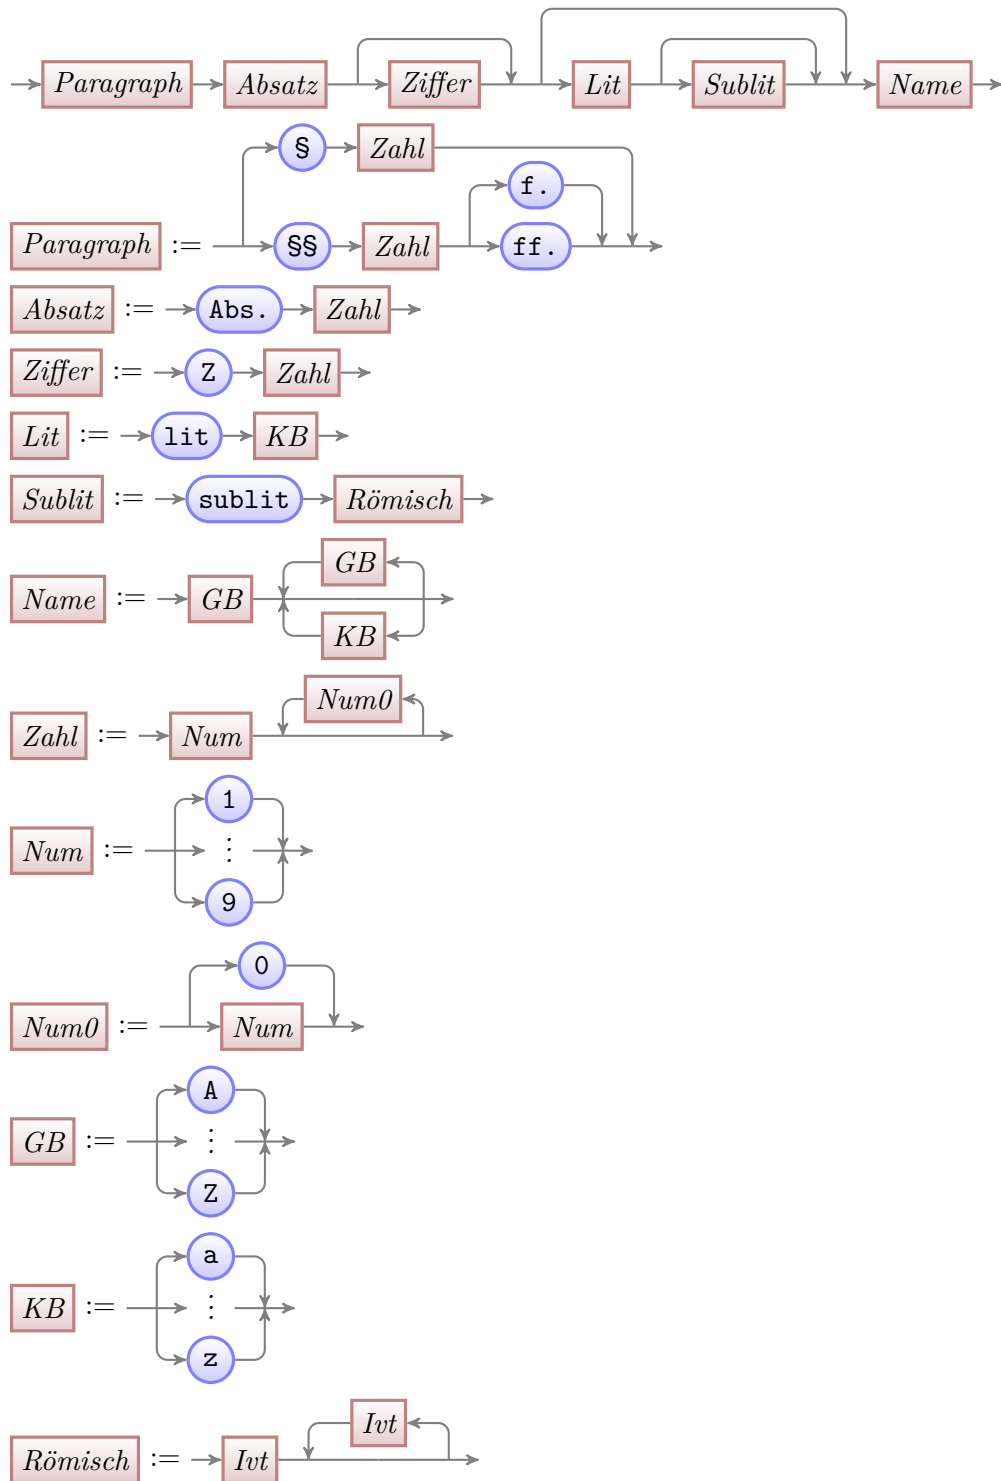 Paragraph Absatz Ziffer Lit Sublit Name
§ Zahl
f.
Paragraph := §§ Zahl ff.
Absatz := Abs. Zahl
Ziffer := Z Zahl
Lit := lit KB
Sublit := sublit Römisch
GB
Name := GB
KB
Num0
Zahl := Num
1
Num := ⋮
9
0
Num0 := Num
A
GB := ⋮
Z
a
KB := ⋮
z
Ivt
Römisch := Ivt